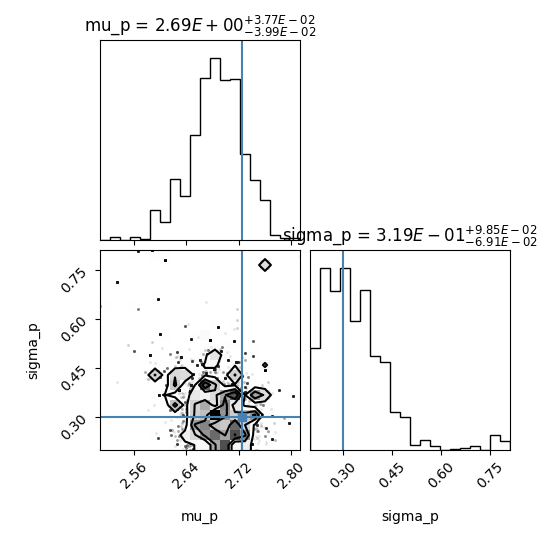 mu_p = 2.69E+00^{+3.77E-02}_{-3.99E-02}
sigma_p = 3.19E-01^{+9.85E-02}_{-6.91E-02}
0.75
0.60
0.45
0.30
sigma_p
2.56
2.64
2.72
2.80
mu_p
0.30
0.45
0.60
0.75
sigma_p